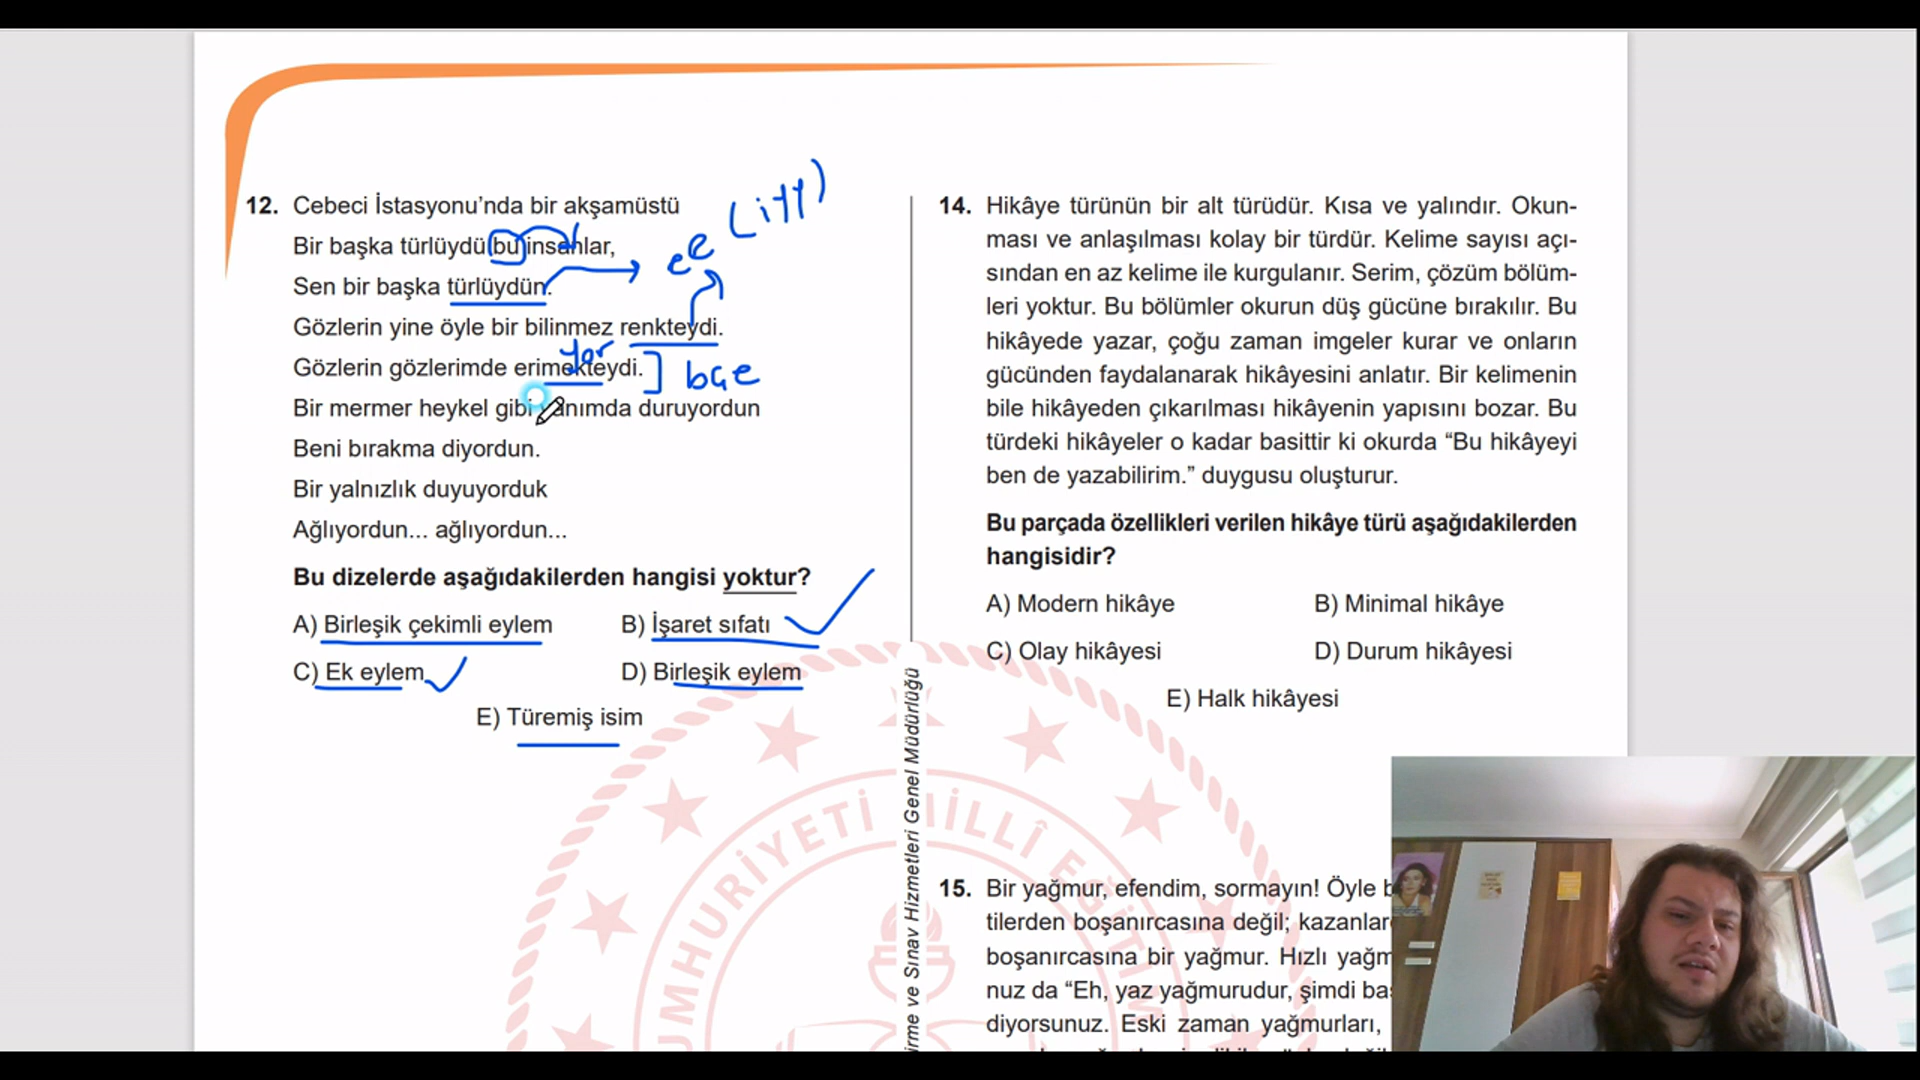 12. Cebeci İstasyonu’nda bir akşamüstü
Bir başka türlüydü bu insanlar,
Sen bir başka türlüydün.
Gözlerin yine öyle bir bilinmez renkteydi.
Gözlerin gözlerimde erimekteydi.
Bir mermer heykel gibi yanımda duruyordun
Beni bırakma diyordun.
Bir yalnızlık duyuyorduk
Ağlıyordun... ağlıyordun...
ee
yor
Bu dizelerde aşağıdakilerden hangisi yoktur?
A) Birleşik çekimli eylem
B) İşaret sıfatı
C) Ek eylem
D) Birleşik eylem
E) Türemiş isim
14. Hikâye türünün bir alt türüdür. Kısa ve yalındır. Okun-
ması ve anlaşılması kolay bir türdür. Kelime sayısı açı-
sından en az kelime ile kurgulanır. Serim, çözüm bölüm-
leri yoktur. Bu bölümler okurun düş gücüne bırakılır. Bu
hikâyede yazar, çoğu zaman imgeler kurar ve onların
gücünden faydalanarak hikâyesini anlatır. Bir kelimenin
bile hikâyeden çıkarılması hikâyenin yapısını bozar. Bu
türdeki hikâyeler o kadar basittir ki okurda “Bu hikâyeyi
ben de yazabilirim.” duygusu oluşturur.
Bu parçada özellikleri verilen hikâye türü aşağıdakilerden
hangisidir?
A) Modern hikâye
B) Minimal hikâye
C) Olay hikâyesi
D) Durum hikâyesi
E) Halk hikâyesi
15. Bir yağmur, efendim, sormayın! Öyle
tilerden boşanırcasına değil;
boşanırcasına bir yağmur. Hızlı
nuz da “Eh, yaz yağmurudur, şimdi
diyorsunuz. Eski zaman yağmurları,
ve Sınav Hizmetleri Genel Müdürlüğü
MİLLÎ